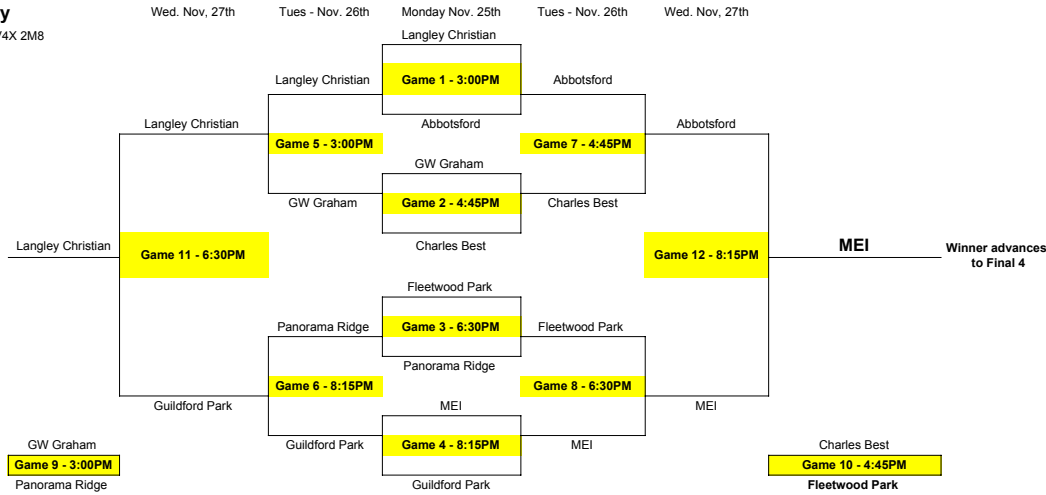 y
Wed. Nov, 27th Tues - Nov. 26th Monday Nov. 25th Tues - Nov. 26th Wed. Nov, 27th
V4X 2M8
Langley Christian
Langley Christian Game 1 - 3:00PM Abbotsford
Langley Christian Abbotsford Abbotsford
Game 5 - 3:00PM Game 7 - 4:45PM
GW Graham
GW Graham Game 2 - 4:45PM Charles Best
Langley Christian Charles Best MEI
Game 11 - 6:30PM Game 12 - 8:15PM Winner advances
to Final 4
Fleetwood Park
Panorama Ridge Game 3 - 6:30PM Fleetwood Park
Panorama Ridge
Game 6 - 8:15PM Game 8 - 6:30PM
Guildford Park MEI MEI
GW Graham Guildford Park Game 4 - 8:15PM MEI Charles Best
Game 9 - 3:00PM Game 10 - 4:45PM
Panorama Ridge Guildford Park Fleetwood Park